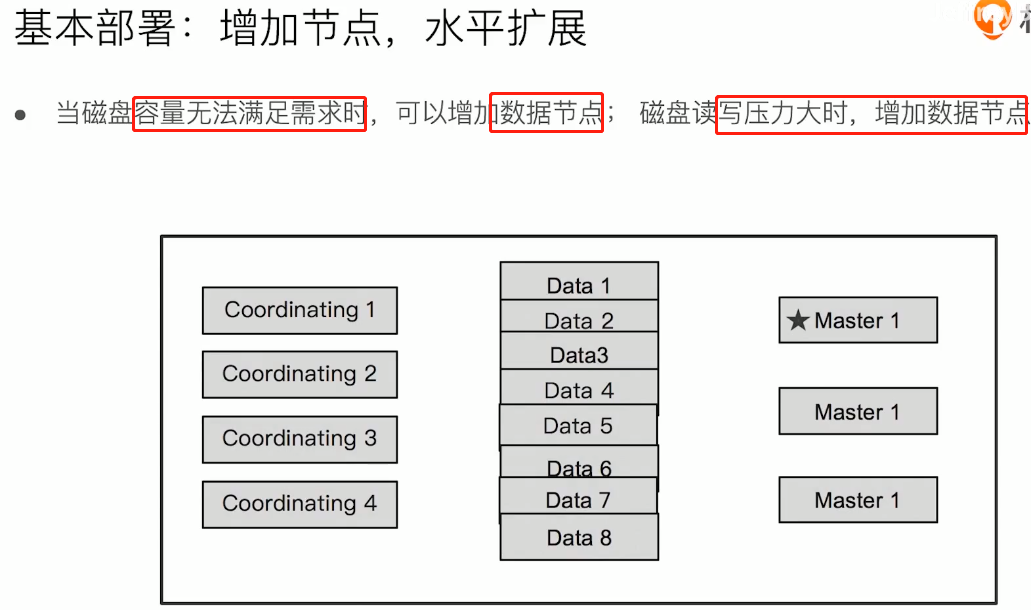 基本部署：增加节点，水平扩展
• 当磁盘容量无法满足需求时，可以增加数据节点； 磁盘读写压力大时，增加数据节点
Coordinating 1
Coordinating 2
Coordinating 3
Coordinating 4
Data 1
Data 2
Data3
Data 4
Data 5
Data 6
Data 7
Data 8
★ Master 1
Master 1
Master 1